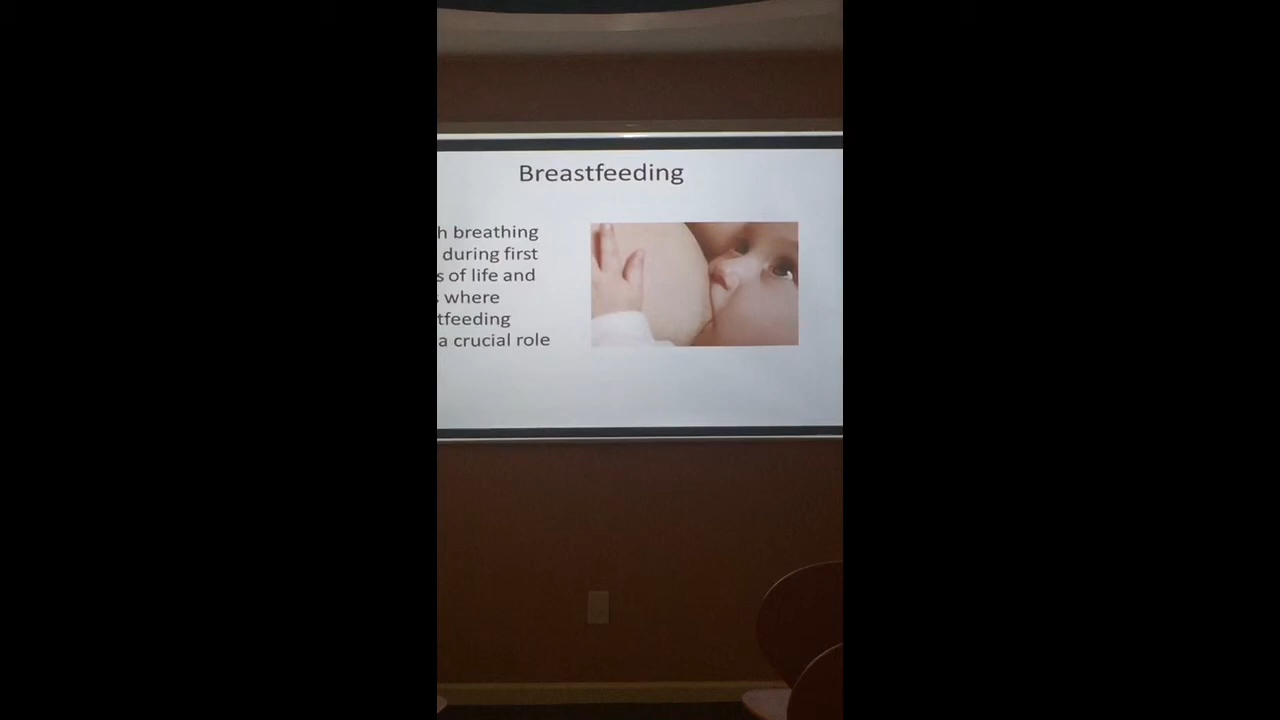 Breastfeeding
h breathing
during first
s of life and
where
tfeeding
a crucial role